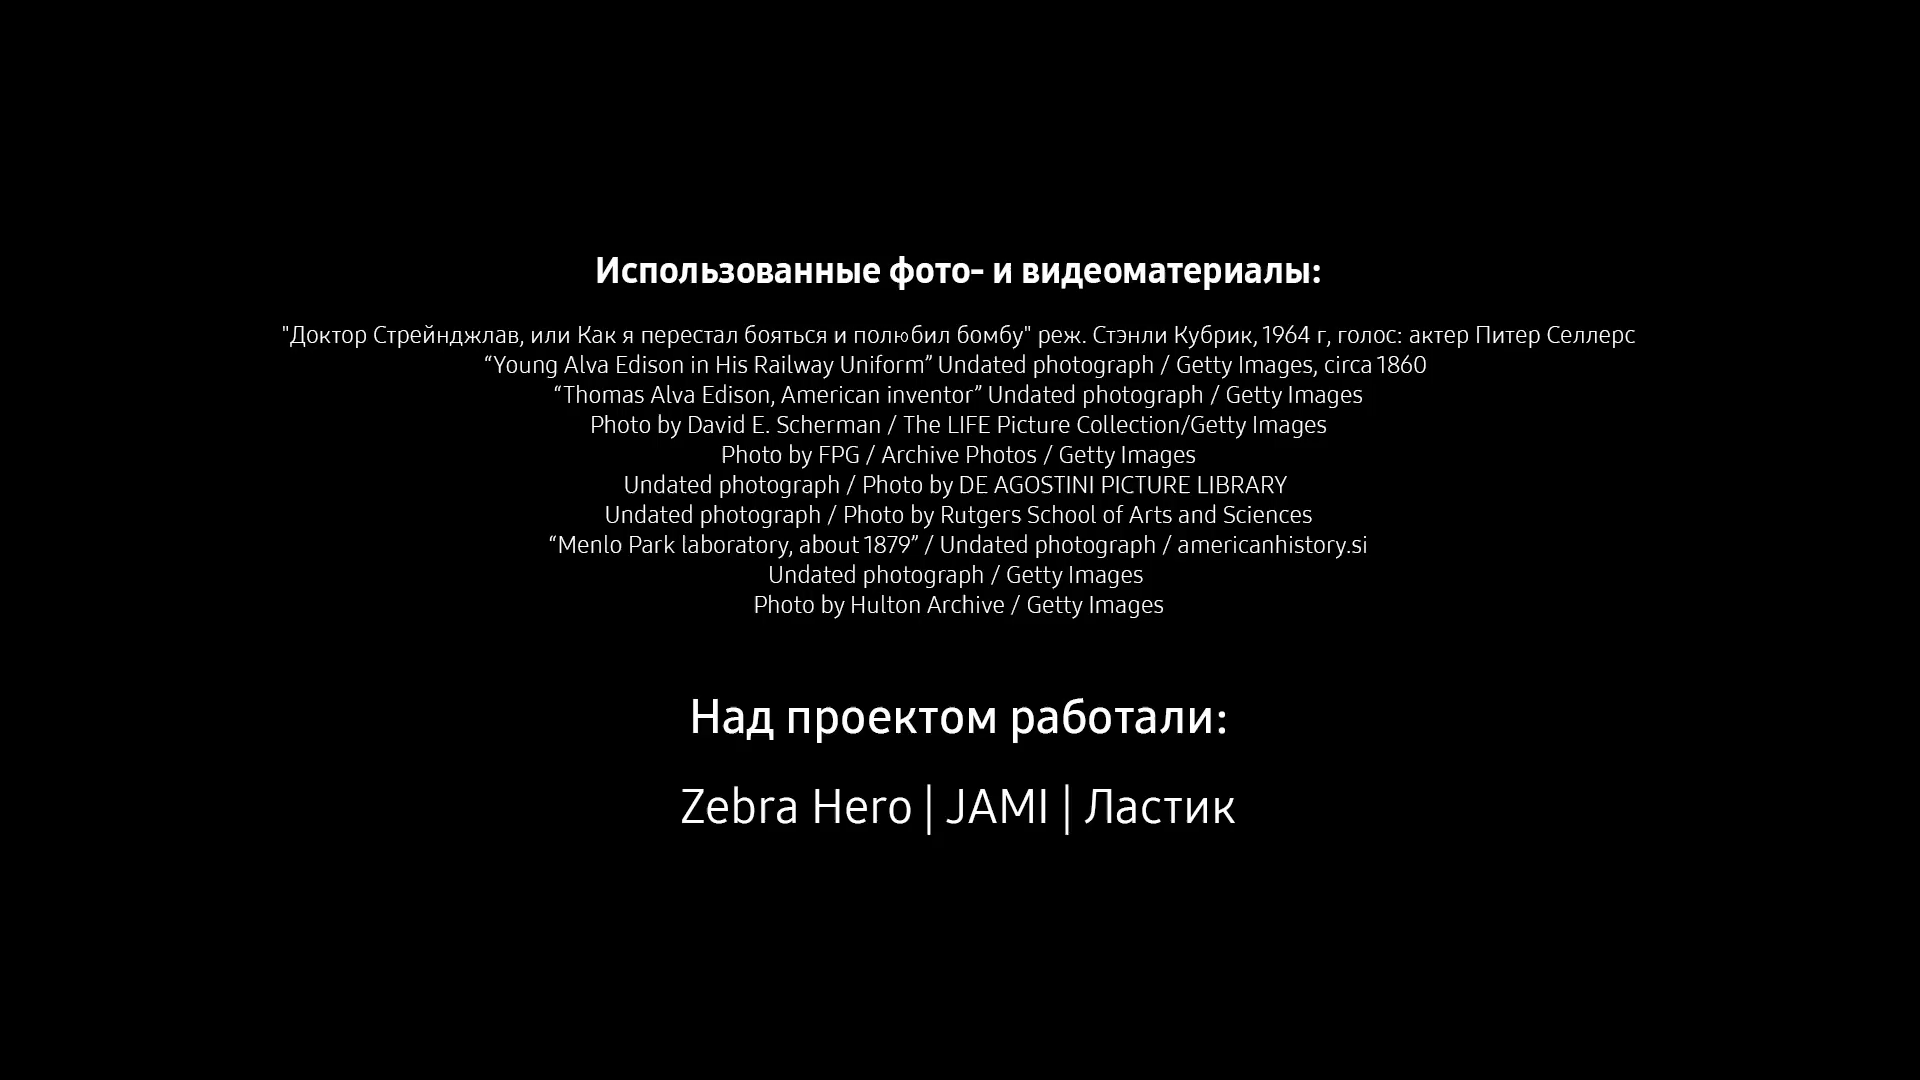 Использованные фото- и видеоматериалы:
"Доктор Стрейнджлав, или Как я перестал бояться и полюбил бомбу" реж. Стэнли Кубрик, 1964 г, голос: актер Питер Селлерс
“Young Alva Edison in His Railway Uniform” Undated photograph / Getty Images, circa 1860
“Thomas Alva Edison, American inventor” Undated photograph / Getty Images
Photo by David E. Scherman / The LIFE Picture Collection/Getty Images
Photo by FPG / Archive Photos / Getty Images
Undated photograph / Photo by DE AGOSTINI PICTURE LIBRARY
Undated photograph / Photo by Rutgers School of Arts and Sciences
“Menlo Park laboratory, about 1879” / Undated photograph / americanhistory.si
Undated photograph / Getty Images
Photo by Hulton Archive / Getty Images
Над проектом работали:
Zebra Hero | JAMI | Ластик